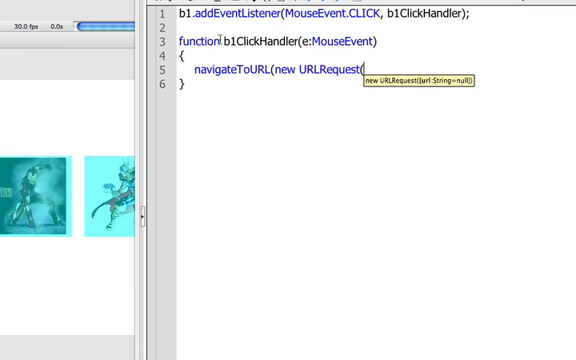 30.0 fps 0.0s
1 b1.addEventListener(MouseEvent.CLICK, b1ClickHandler);
2
3 function b1ClickHandler(e:MouseEvent)
4 {
5 navigateToURL(new URLRequest(
new URLRequest([url:String=null])
6 }